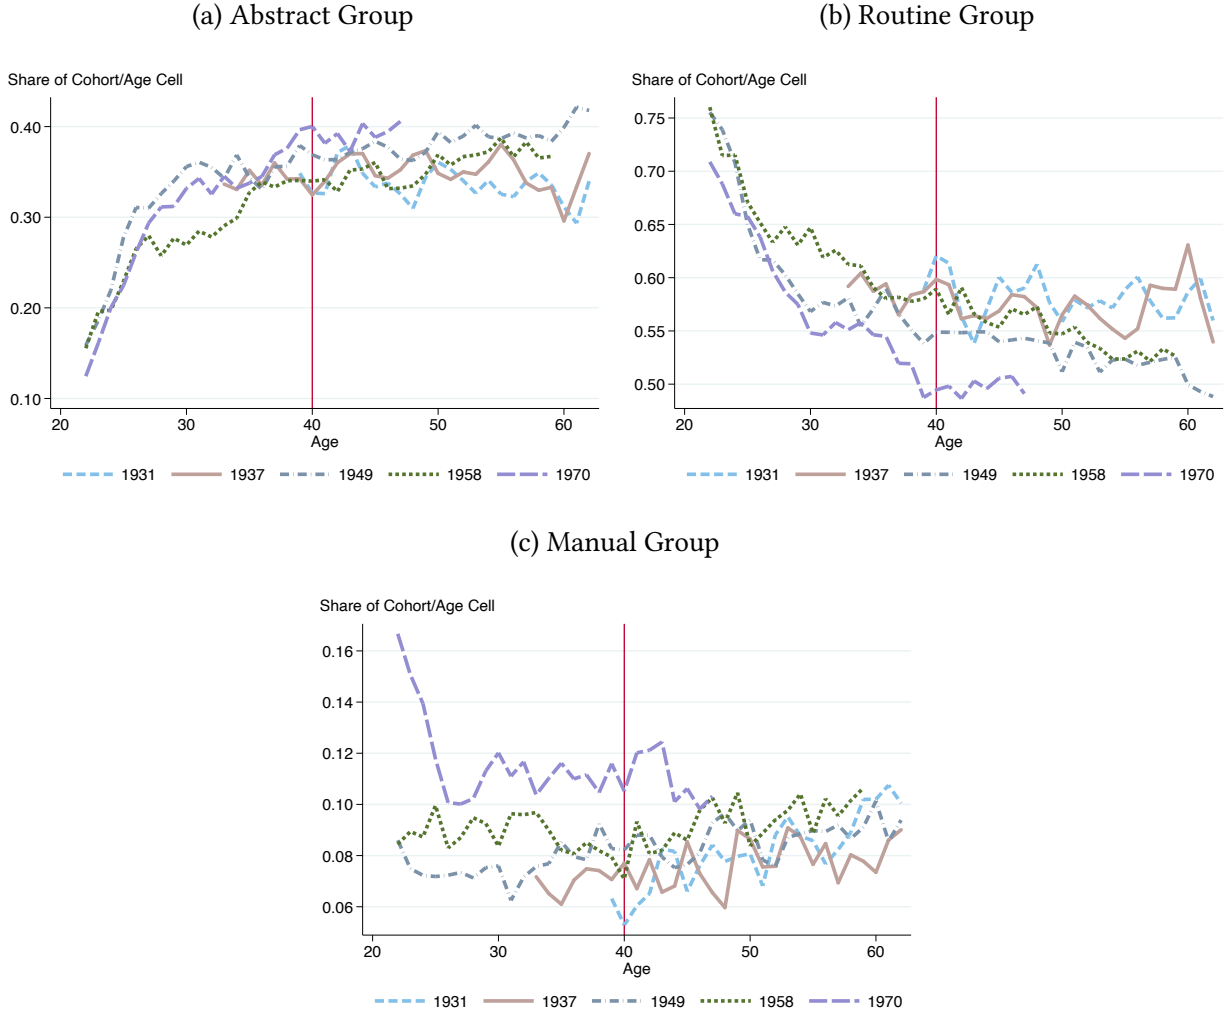 (a) Abstract Group
Share of Cohort/Age Cell
0.40
0.30
0.20
0.10
20 30 40 50 60
Age
1931 1937 1949 1958 1970
(b) Routine Group
Share of Cohort/Age Cell
0.75
0.70
0.65
0.60
0.55
0.50
20 30 40 50 60
Age
1931 1937 1949 1958 1970
(c) Manual Group
Share of Cohort/Age Cell
0.16
0.14
0.12
0.10
0.08
0.06
20 30 40 50 60
Age
1931 1937 1949 1958 1970